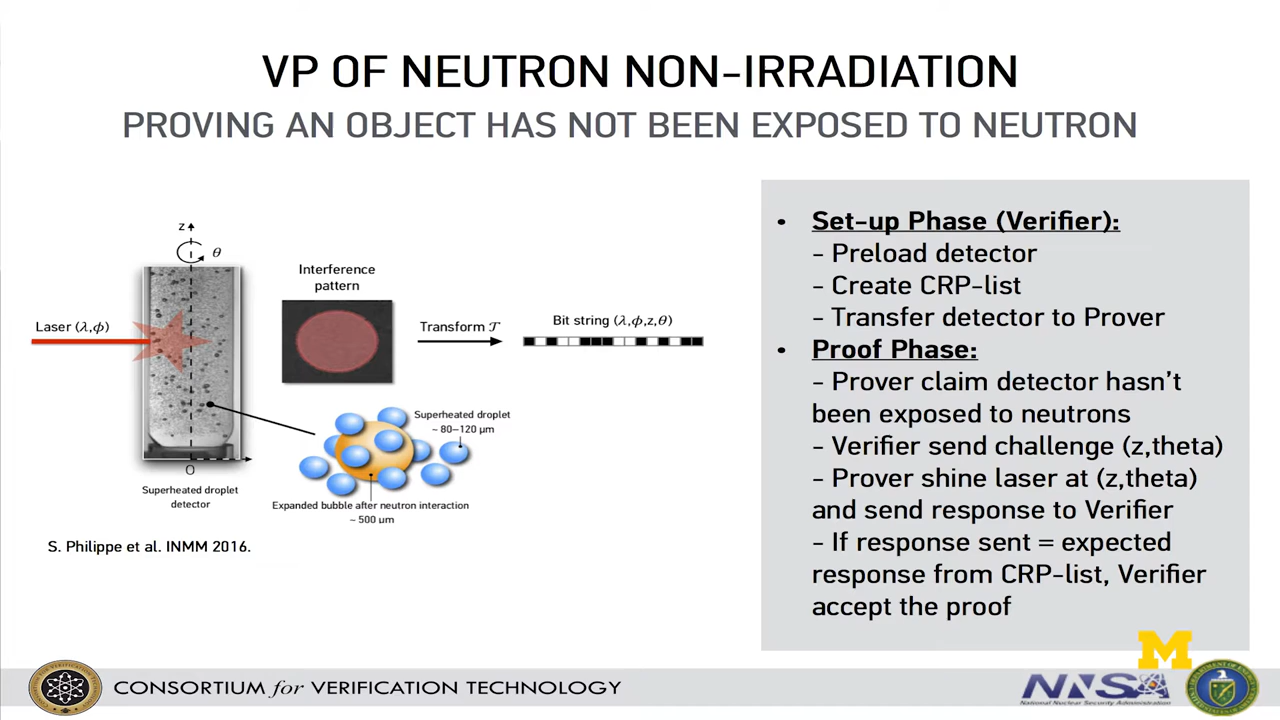 VP OF NEUTRON NON-IRRADIATION
PROVING AN OBJECT HAS NOT BEEN EXPOSED TO NEUTRON
z
θ
Laser (λ,ϕ)
O
Superheated droplet
detector
Interference
pattern
Transform 𝒯
Bit string (λ,ϕ,z,θ)
Superheated droplet
~ 80–120 µm
Expanded bubble after neutron interaction
~ 500 µm
S. Philippe et al. INMM 2016.
• Set-up Phase (Verifier):
- Preload detector
- Create CRP-list
- Transfer detector to Prover
• Proof Phase:
- Prover claim detector hasn't
been exposed to neutrons
- Verifier send challenge (z,theta)
- Prover shine laser at (z,theta)
and send response to Verifier
- If response sent = expected
response from CRP-list, Verifier
accept the proof
M
CONSORTIUM for VERIFICATION TECHNOLOGY
NNSA
National Nuclear Security Administration